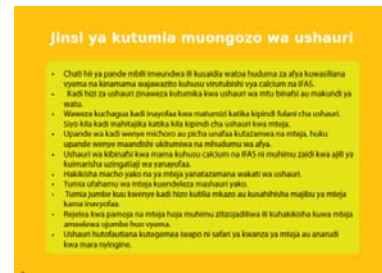 Jinsi ya kutumia muongozo wa ushauri
• Chati hii ya pande mbili imeundwa ili kusaidia watoa huduma za afya kuwasiliana
vyema na kinamama wajawazito kuhusu virutubishi vya calcium na IFAS.
• Kadi hizi za ushauri zinaweza kutumika kwa ushauri wa mtu binafsi au makundi ya
watu.
• Waweza kuchagua kadi inayofaa kwa matumizi katika kipindi fulani cha ushauri.
Siyo kila kadi inahitajika katika kila kipindi cha ushauri kwa mteja.
• Upande wa kadi wenye michoro au picha unafaa kutazamwa na mteja, huku
upande wenye maandishi ukitumiwa na mhudumu wa afya.
• Ushauri wa kibinafsi kwa mama kuhusu calcium na IFAS ni muhimu zaidi kwa ajili ya
kuimarisha uzingatiaji wa yanayofaa.
• Hakikisha macho yako na ya mteja yanatazamana wakati wa ushauri.
• Tumia ufahamu wa mteja kuendeleza mashauri yako.
• Tumia jumbe kuu kwenye kadi hizo kutilia mkazo au kusahihisha majibu ya mteja
kama inavyofaa.
• Rejelea kwa pamoja na mteja hoja muhimu zilizojadiliwa ili kuhakikisha kuwa mteja
ameelewa ujumbe huo vyema.
• Ushauri hutofautiana kutegemea iwapo ni safari ya kwanza ya mteja au anarudi
kwa mara nyingine.